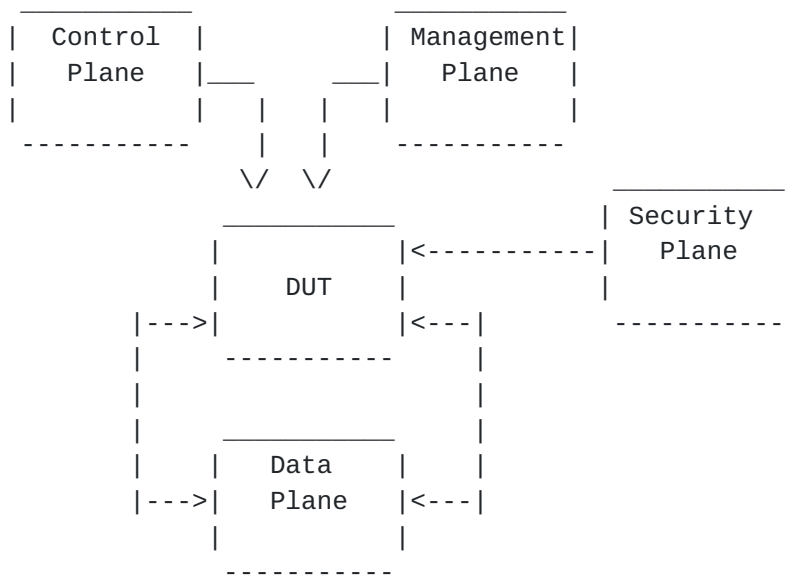 Control
Plane
Management
Plane
Security
Plane
DUT
Data
Plane